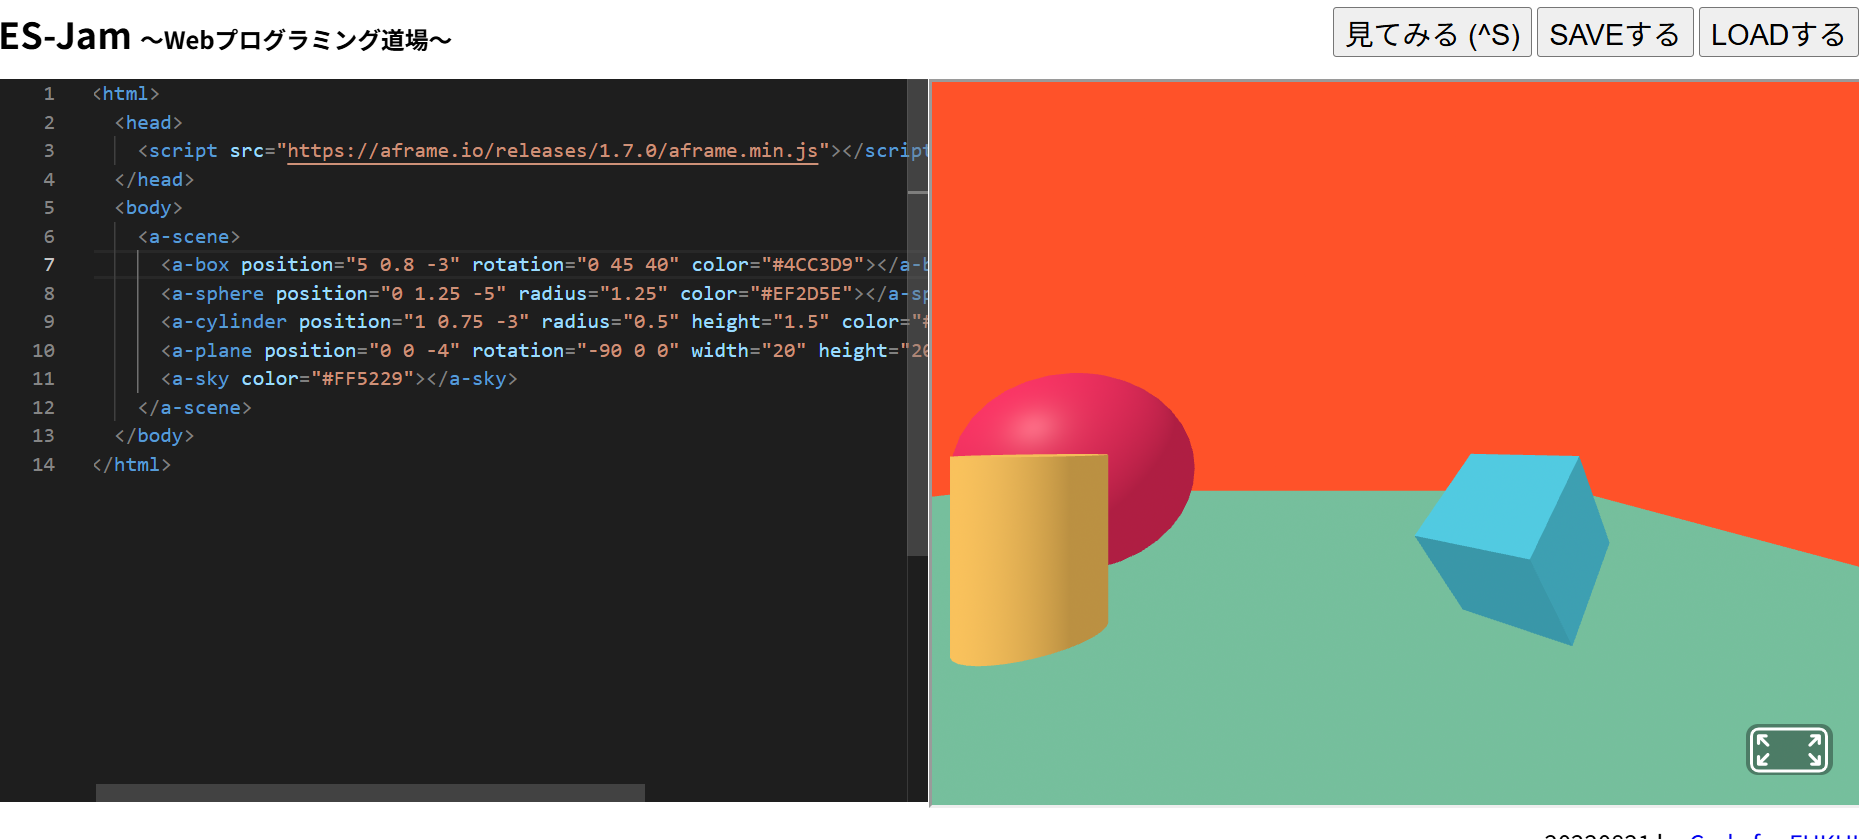 ES-Jam ～Webプログラミング道場～
見てみる (^S) SAVEする LOADする
1 <html>
2 <head>
3 <script src="https://aframe.io/releases/1.7.0/aframe.min.js"></script
4 </head>
5 <body>
6 <a-scene>
7 <a-box position="5 0.8 -3" rotation="0 45 40" color="#4CC3D9"></a-b
8 <a-sphere position="0 1.25 -5" radius="1.25" color="#EF2D5E"></a-sp
9 <a-cylinder position="1 0.75 -3" radius="0.5" height="1.5" color="#
10 <a-plane position="0 0 -4" rotation="-90 0 0" width="20" height="20
11 <a-sky color="#FF5229"></a-sky>
12 </a-scene>
13 </body>
14 </html>